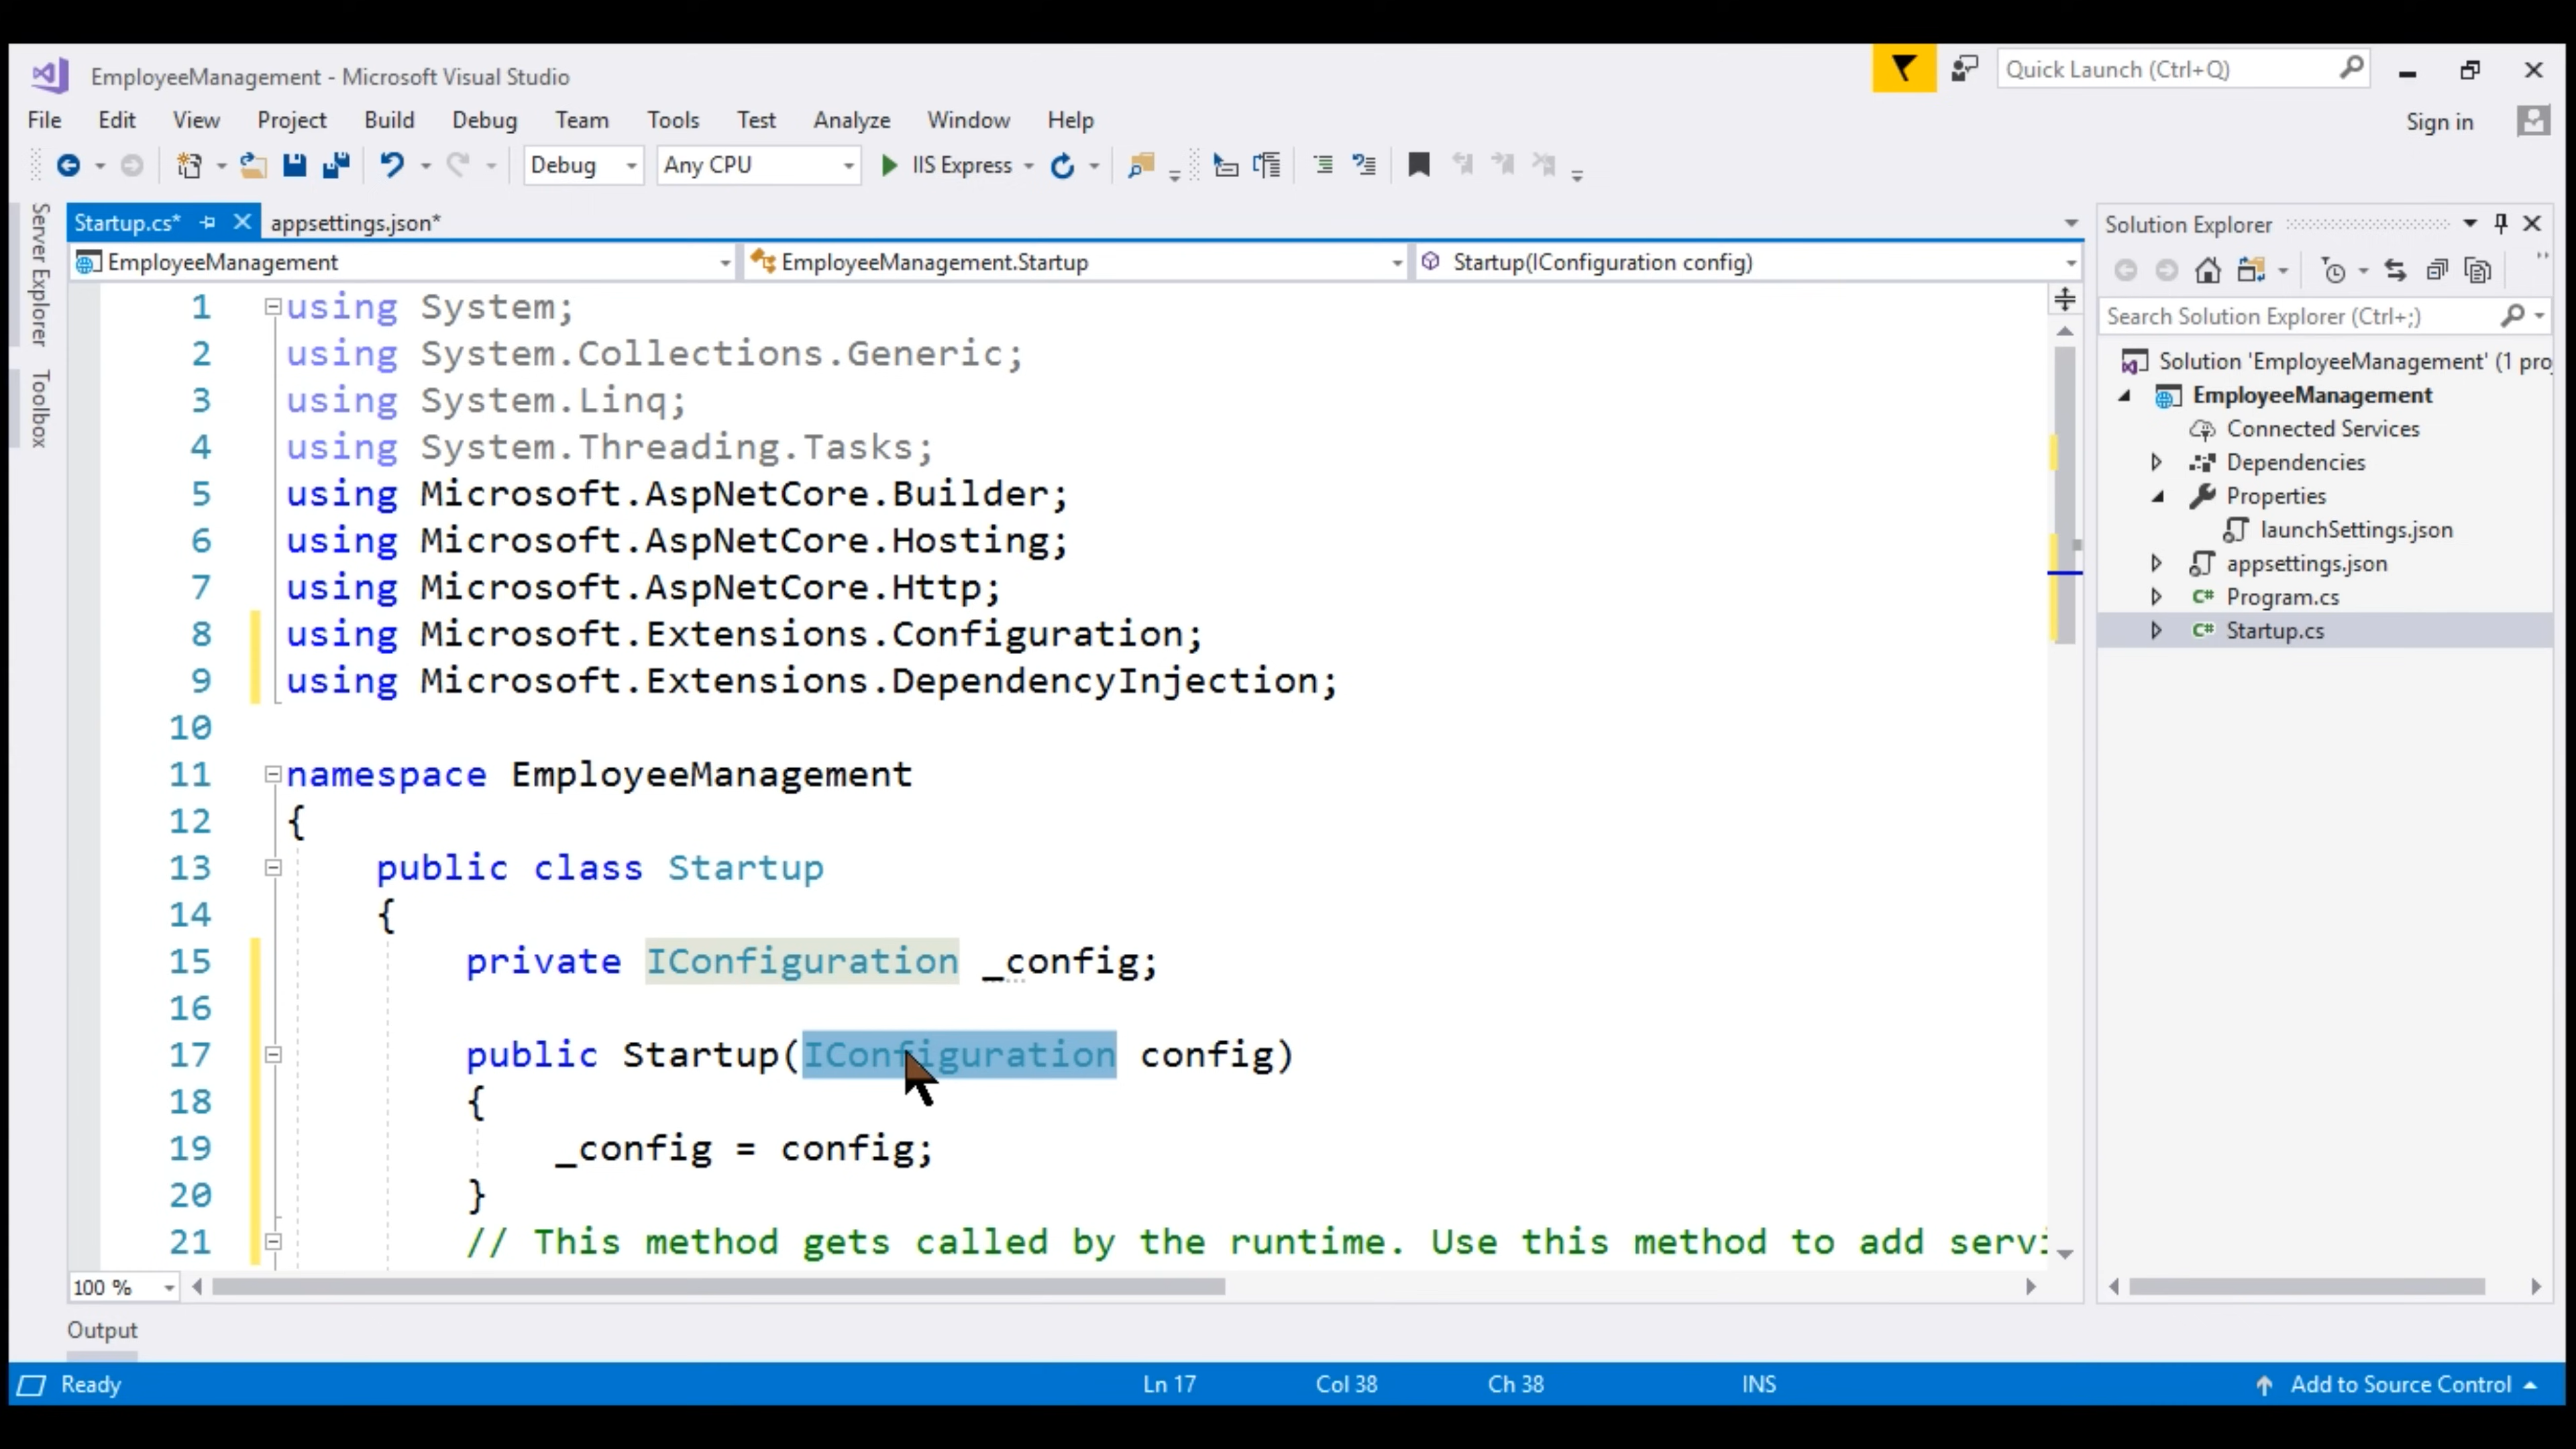 EmployeeManagement - Microsoft Visual Studio
Quick Launch (Ctrl+Q)
File Edit View Project Build Debug Team Tools Test Analyze Window Help
Sign in
Debug Any CPU IIS Express
Server Explorer
Toolbox
Startup.cs* appsettings.json*
EmployeeManagement EmployeeManagement.Startup Startup(IConfiguration config)
1 using System;
2 using System.Collections.Generic;
3 using System.Linq;
4 using System.Threading.Tasks;
5 using Microsoft.AspNetCore.Builder;
6 using Microsoft.AspNetCore.Hosting;
7 using Microsoft.AspNetCore.Http;
8 using Microsoft.Extensions.Configuration;
9 using Microsoft.Extensions.DependencyInjection;
10
11 namespace EmployeeManagement
12 {
13 public class Startup
14 {
15 private IConfiguration _config;
16
17 public Startup(IConfiguration config)
18 {
19 _config = config;
20 }
21 // This method gets called by the runtime. Use this method to add servi
100 %
Solution Explorer
Search Solution Explorer (Ctrl+;)
Solution 'EmployeeManagement' (1 pro
EmployeeManagement
Connected Services
Dependencies
Properties
launchSettings.json
appsettings.json
C# Program.cs
C# Startup.cs
Output
Ready Ln 17 Col 38 Ch 38 INS Add to Source Control